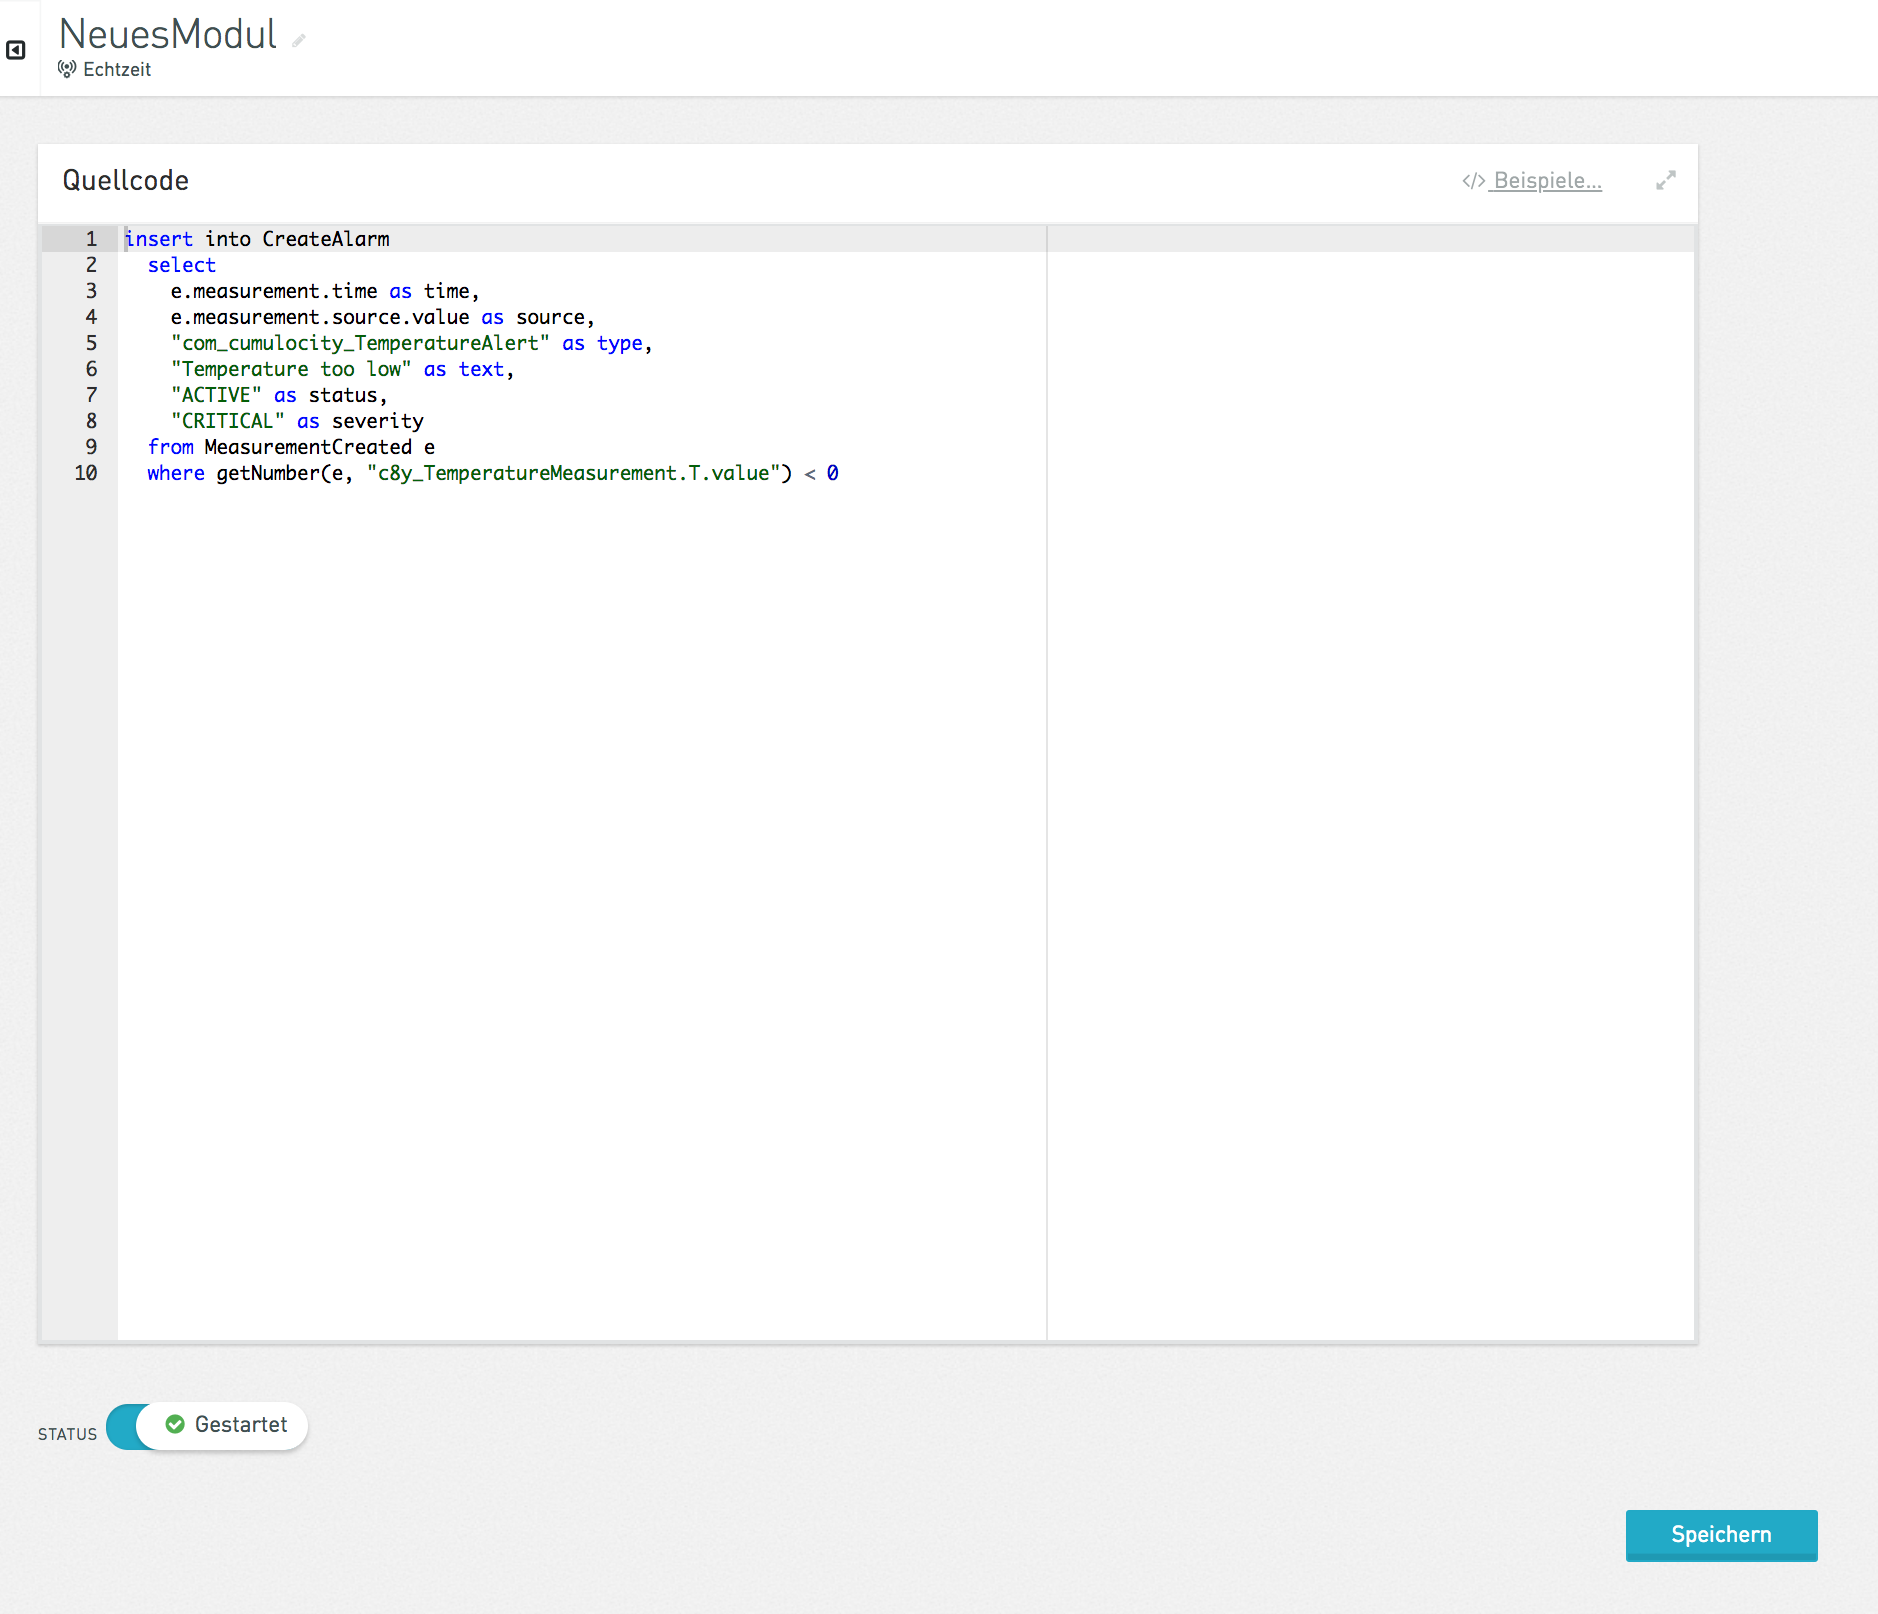 NeuesModul
Echtzeit
Quellcode
</> Beispiele...
1 insert into CreateAlarm
2 select
3 e.measurement.time as time,
4 e.measurement.source.value as source,
5 "com_cumulocity_TemperatureAlert" as type,
6 "Temperature too low" as text,
7 "ACTIVE" as status,
8 "CRITICAL" as severity
9 from MeasurementCreated e
10 where getNumber(e, "c8y_TemperatureMeasurement.T.value") < 0
STATUS Gestartet
Speichern